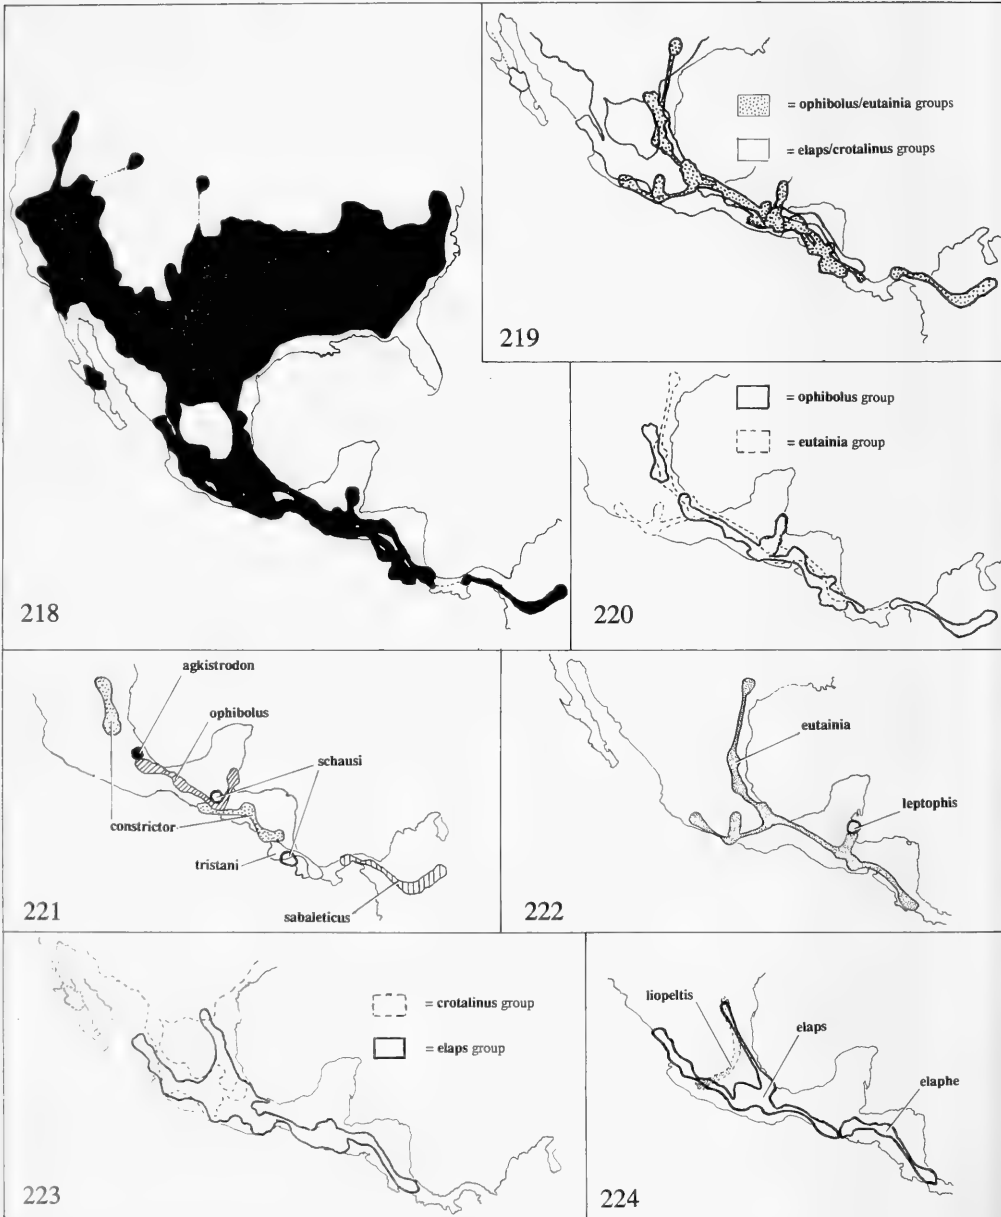 = ophibolus/eutainia groups
= elaps/crotalinus groups
219
218
= ophibolus group
= eutainia group
220
agkistrodon
ophibolus
schausi
constrictor
tristani
sabaleticus
221
eutainia
leptophis
222
= crotalinus group
= elaps group
223
liopeltis
elaps
elaphe
224